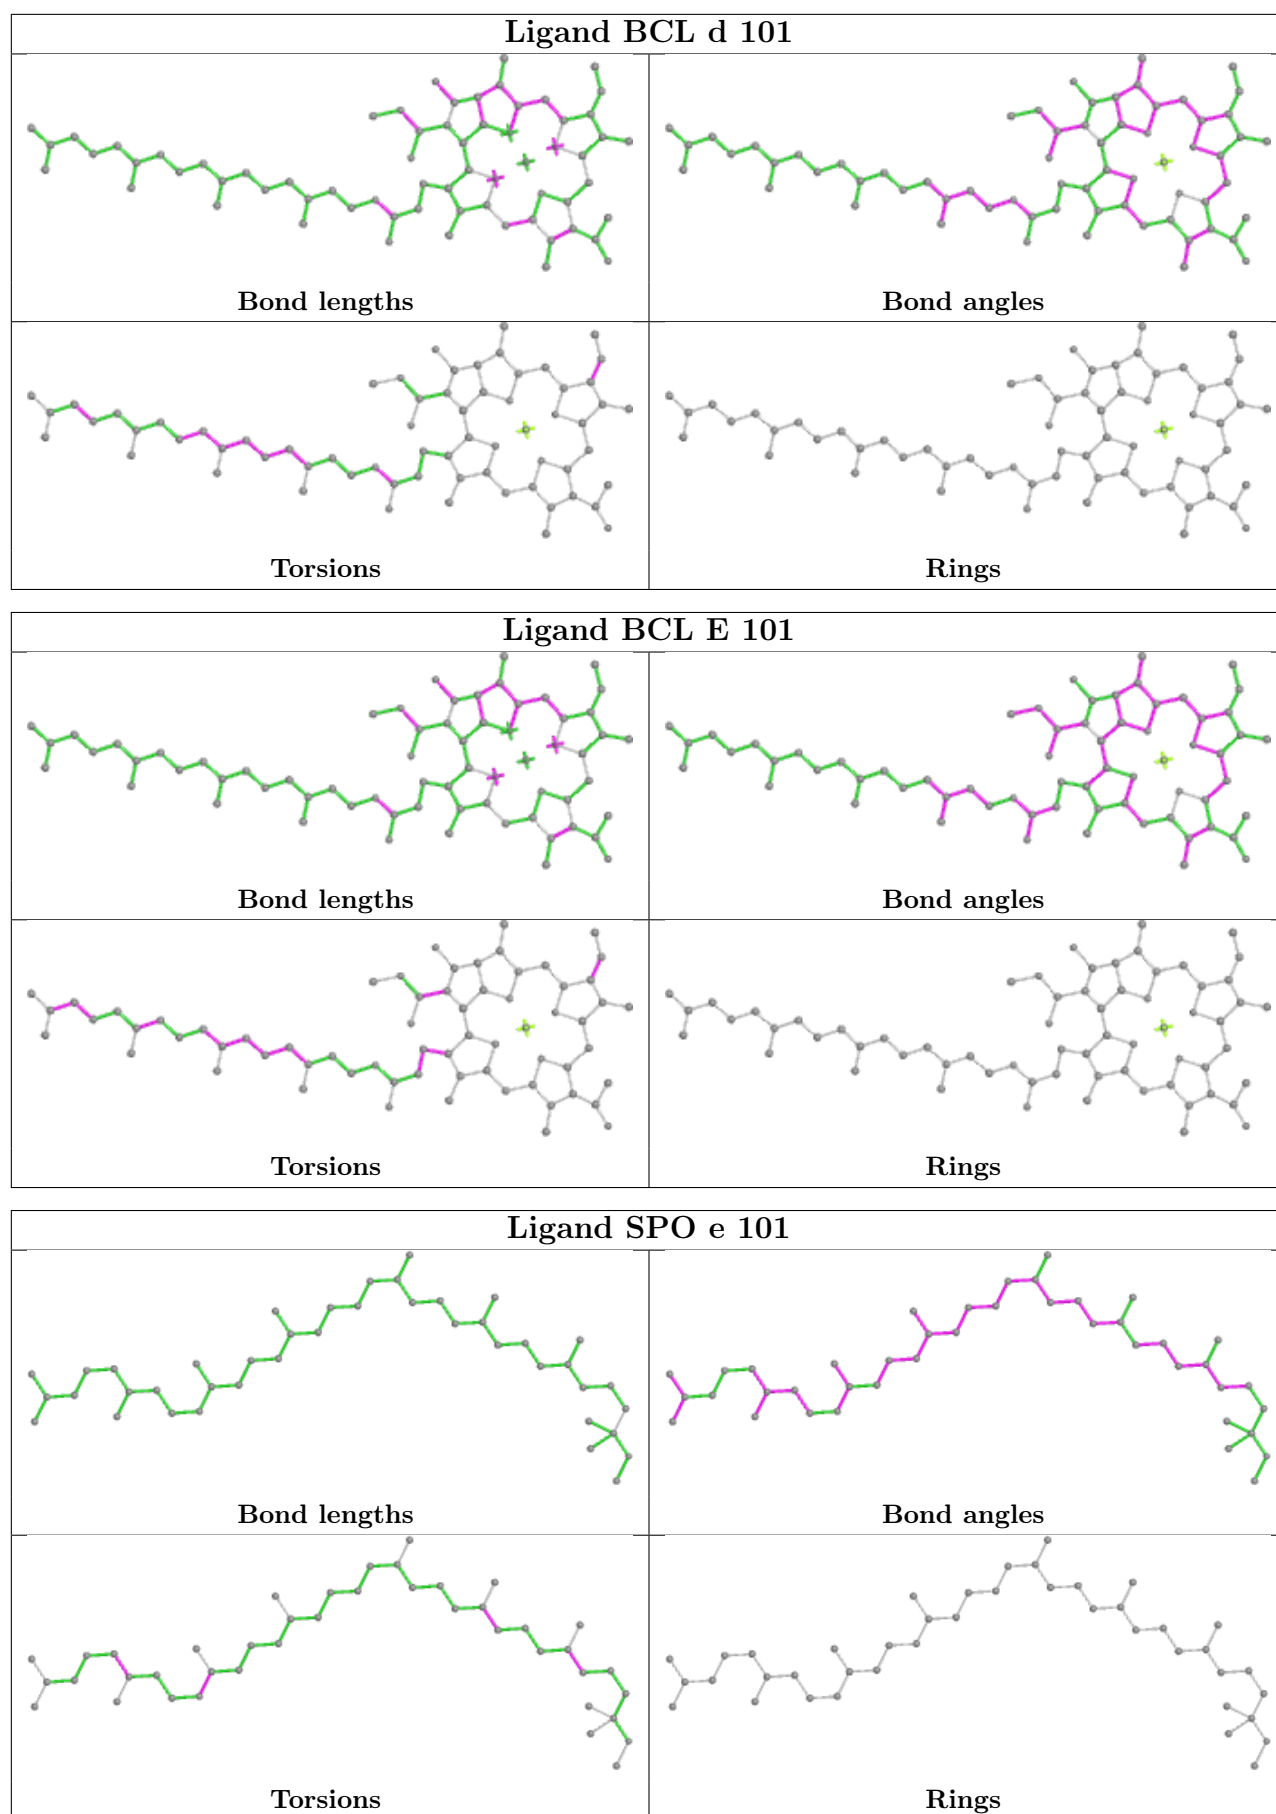 Ligand BCL d 101
Bond lengths
Bond angles
Torsions
Rings
Ligand BCL E 101
Bond lengths
Bond angles
Torsions
Rings
Ligand SPO e 101
Bond lengths
Bond angles
Torsions
Rings